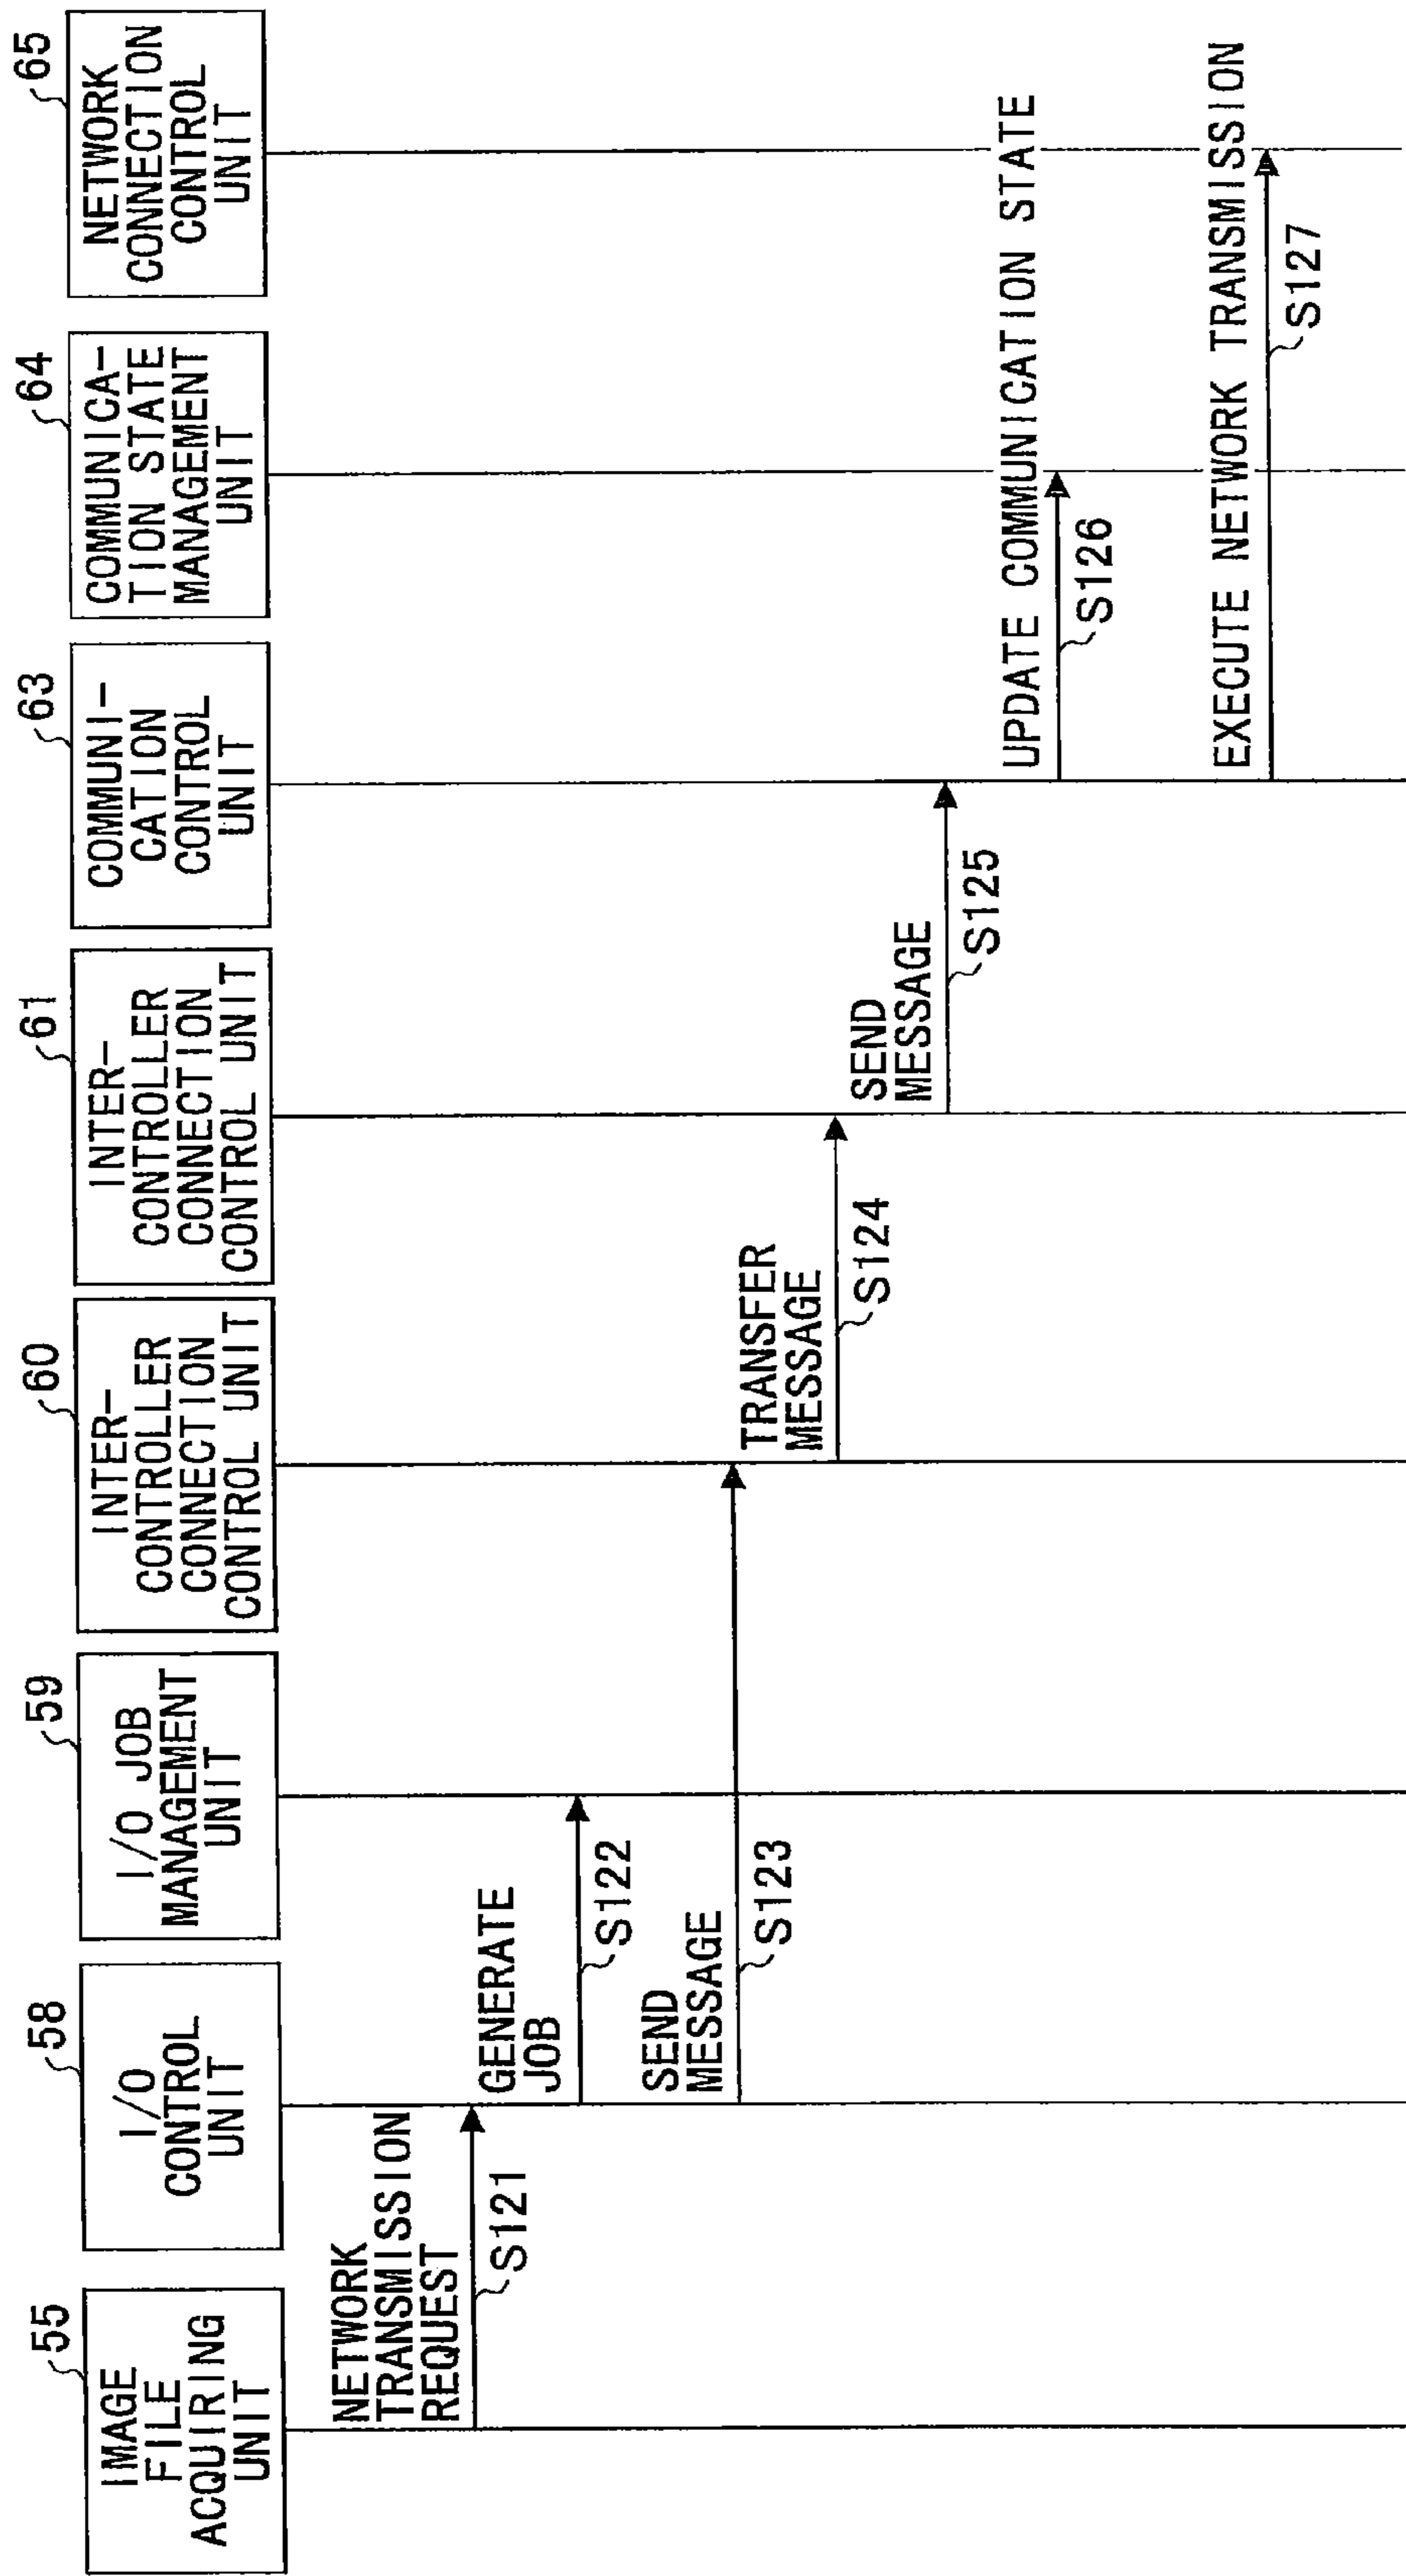 55
IMAGE
FILE
ACQUIRING
UNIT
58
I/O
CONTROL
UNIT
59
I/O JOB
MANAGEMENT
UNIT
60
INTER-
CONTROLLER
CONNECTION
CONTROL UNIT
61
INTER-
CONTROLLER
CONNECTION
CONTROL UNIT
63
COMMUNI-
CATION
CONTROL
UNIT
64
COMMUNICA-
TION STATE
MANAGEMENT
UNIT
65
NETWORK
CONNECTION
CONTROL
UNIT
NETWORK
TRANSMISSION
REQUEST
S121
GENERATE
JOB
S122
SEND
MESSAGE
S123
TRANSFER
MESSAGE
S124
SEND
MESSAGE
S125
UPDATE COMMUNICATION STATE
S126
EXECUTE NETWORK TRANSMISSION
S127